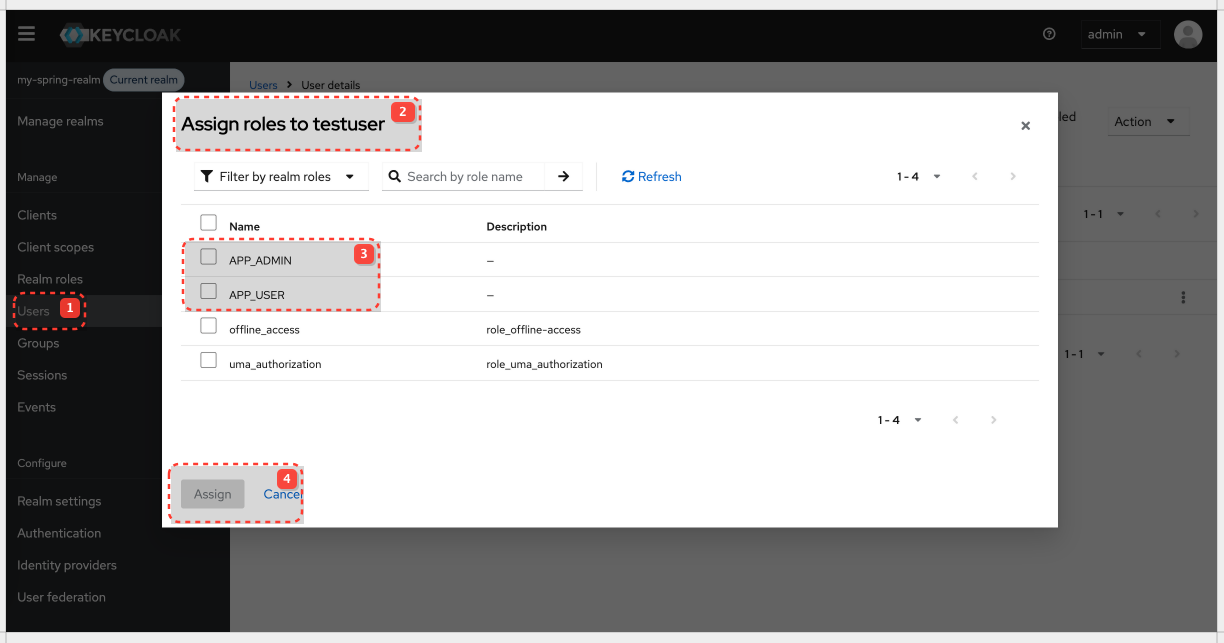 KEYCLOAK
admin
my-spring-realm Current realm
Users > User details
Manage realms
Assign roles to testuser 2
led
Action
Filter by realm roles
Search by role name
Refresh
1 - 4
Manage
Clients
1 - 1
Name Description
Client scopes
APP_ADMIN 3 –
Realm roles
APP_USER –
Users 1
offline_access role_offline-access
Groups
1 - 1
uma_authorization role_uma_authorization
Sessions
Events
1 - 4
Configure
4
Assign Cancel
Realm settings
Authentication
Identity providers
User federation